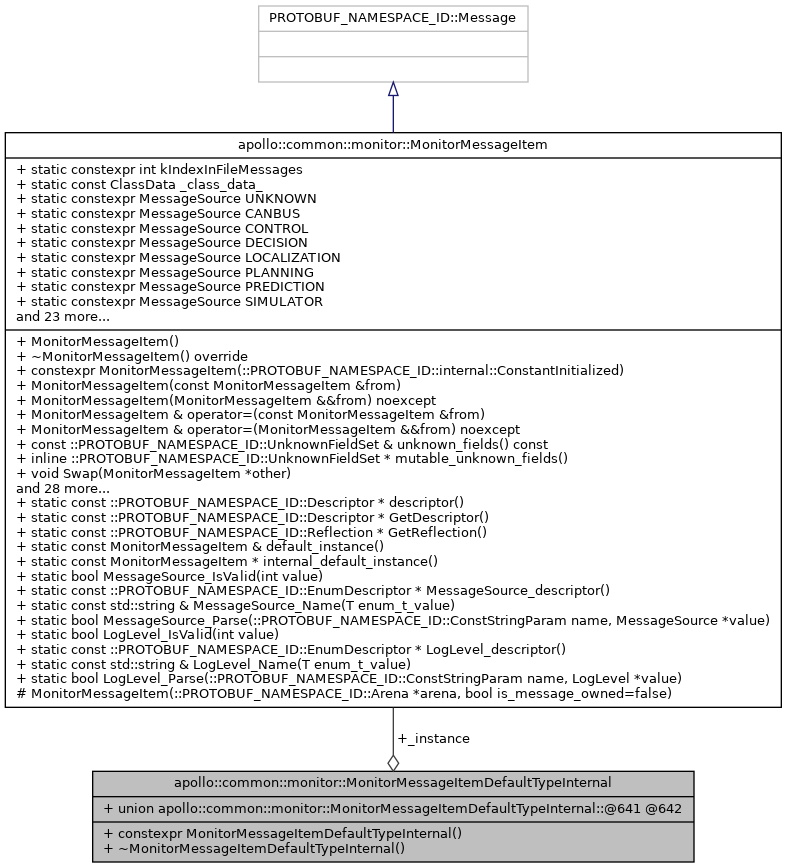 PROTOBUF_NAMESPACE_ID::Message
apollo::common::monitor::MonitorMessageItem
+ static constexpr int kIndexInFileMessages
+ static const ClassData _class_data_
+ static constexpr MessageSource UNKNOWN
+ static constexpr MessageSource CANBUS
+ static constexpr MessageSource CONTROL
+ static constexpr MessageSource DECISION
+ static constexpr MessageSource LOCALIZATION
+ static constexpr MessageSource PLANNING
+ static constexpr MessageSource PREDICTION
+ static constexpr MessageSource SIMULATOR
and 23 more...
+ MonitorMessageItem()
+ ~MonitorMessageItem() override
+ constexpr MonitorMessageItem(::PROTOBUF_NAMESPACE_ID::internal::ConstantInitialized)
+ MonitorMessageItem(const MonitorMessageItem &from)
+ MonitorMessageItem(MonitorMessageItem &&from) noexcept
+ MonitorMessageItem & operator=(const MonitorMessageItem &from)
+ MonitorMessageItem & operator=(MonitorMessageItem &&from) noexcept
+ const ::PROTOBUF_NAMESPACE_ID::UnknownFieldSet & unknown_fields() const
+ inline ::PROTOBUF_NAMESPACE_ID::UnknownFieldSet * mutable_unknown_fields()
+ void Swap(MonitorMessageItem *other)
and 28 more...
+ static const ::PROTOBUF_NAMESPACE_ID::Descriptor * descriptor()
+ static const ::PROTOBUF_NAMESPACE_ID::Descriptor * GetDescriptor()
+ static const ::PROTOBUF_NAMESPACE_ID::Reflection * GetReflection()
+ static const MonitorMessageItem & default_instance()
+ static const MonitorMessageItem * internal_default_instance()
+ static bool MessageSource_IsValid(int value)
+ static const ::PROTOBUF_NAMESPACE_ID::EnumDescriptor * MessageSource_descriptor()
+ static const std::string & MessageSource_Name(T enum_t_value)
+ static bool MessageSource_Parse(::PROTOBUF_NAMESPACE_ID::ConstStringParam name, MessageSource *value)
+ static bool LogLevel_IsValid(int value)
+ static const ::PROTOBUF_NAMESPACE_ID::EnumDescriptor * LogLevel_descriptor()
+ static const std::string & LogLevel_Name(T enum_t_value)
+ static bool LogLevel_Parse(::PROTOBUF_NAMESPACE_ID::ConstStringParam name, LogLevel *value)
# MonitorMessageItem(::PROTOBUF_NAMESPACE_ID::Arena *arena, bool is_message_owned=false)
+_instance
apollo::common::monitor::MonitorMessageItemDefaultTypeInternal
+ union apollo::common::monitor::MonitorMessageItemDefaultTypeInternal::@641 @642
+ constexpr MonitorMessageItemDefaultTypeInternal()
+ ~MonitorMessageItemDefaultTypeInternal()